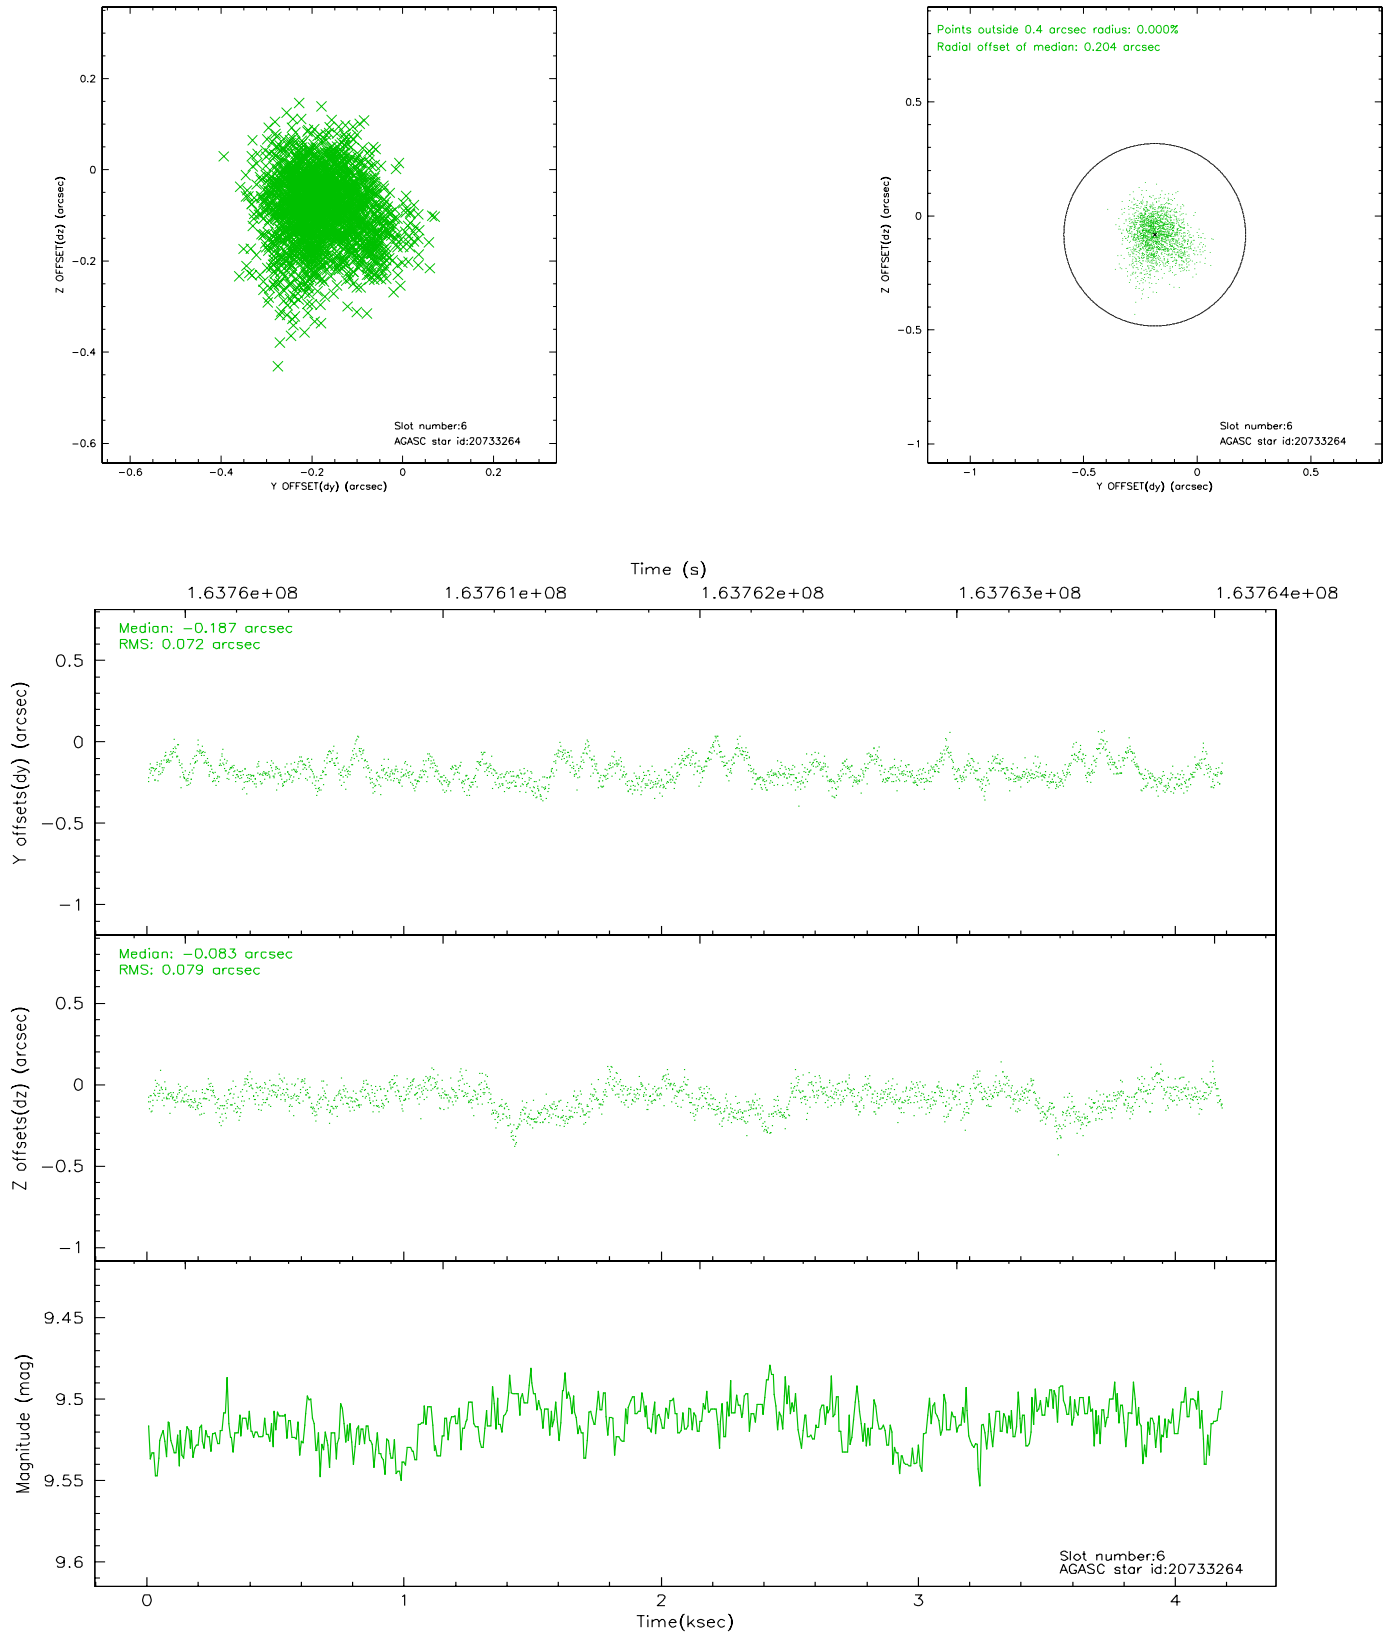 0.2
0
-0.2
-0.4
-0.6
Z OFFSET(dz) (arcsec)
Slot number:6
AGASC star id:20733264
-0.6 -0.4 -0.2 0 0.2
Y OFFSET(dy) (arcsec)
Points outside 0.4 arcsec radius: 0.000%
Radial offset of median: 0.204 arcsec
0.5
0
-0.5
-1
Z OFFSET(dz) (arcsec)
Slot number:6
AGASC star id:20733264
-1 -0.5 0 0.5
Y OFFSET(dy) (arcsec)
Time (s)
1.6376e+08 1.63761e+08 1.63762e+08 1.63763e+08 1.63764e+08
Median: -0.187 arcsec
RMS: 0.072 arcsec
0.5
0
-0.5
-1
Y offsets(dy) (arcsec)
Median: -0.083 arcsec
RMS: 0.079 arcsec
0.5
0
-0.5
-1
Z offsets(dz) (arcsec)
9.45
9.5
9.55
9.6
Magnitude (mag)
Slot number:6
AGASC star id:20733264
0 1 2 3 4
Time(ksec)